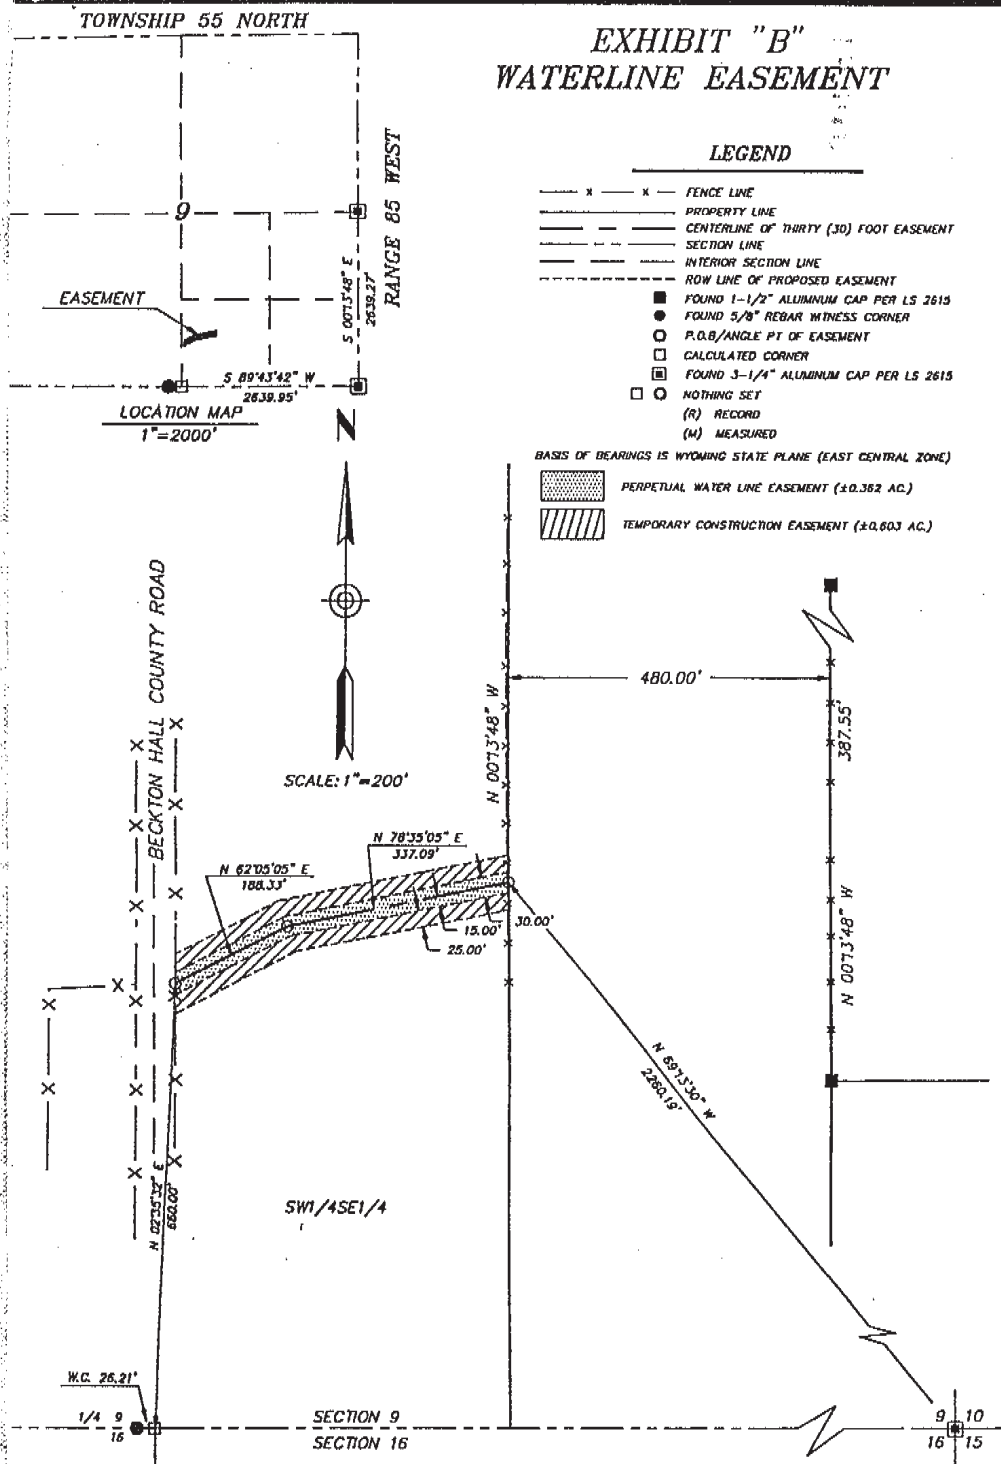 TOWNSHIP 55 NORTH
EXHIBIT "B"
WATERLINE EASEMENT
RANGE 85 WEST
9
S 00°13'48" E
2639.27'
EASEMENT
S 89°43'42" W
2639.95'
LOCATION MAP
1"=2000'
LEGEND
FENCE LINE
PROPERTY LINE
CENTERLINE OF THIRTY (30) FOOT EASEMENT
SECTION LINE
INTERIOR SECTION LINE
ROW LINE OF PROPOSED EASEMENT
FOUND 1-1/2" ALUMINUM CAP PER LS 2615
FOUND 5/8" REBAR WITNESS CORNER
P.O.B/ANGLE PT OF EASEMENT
CALCULATED CORNER
FOUND 3-1/4" ALUMINUM CAP PER LS 2615
NOTHING SET
(R) RECORD
(M) MEASURED
BASIS OF BEARINGS IS WYOMING STATE PLANE (EAST CENTRAL ZONE)
PERPETUAL WATER LINE EASEMENT (±0.362 AC.)
TEMPORARY CONSTRUCTION EASEMENT (±0.603 AC.)
N
SCALE: 1"=200'
BECKTON HALL COUNTY ROAD
N 00°13'48" W
480.00'
387.55'
N 78°35'05" E
337.09'
N 62°05'05" E
188.33'
30.00'
15.00'
25.00'
N 00°13'48" W
N 59°13'30" W
2260.19'
N 02°35'32" E
660.00'
SW1/4SE1/4
W.C. 26.21'
1/4 9
16
SECTION 9
SECTION 16
9 10
16 15